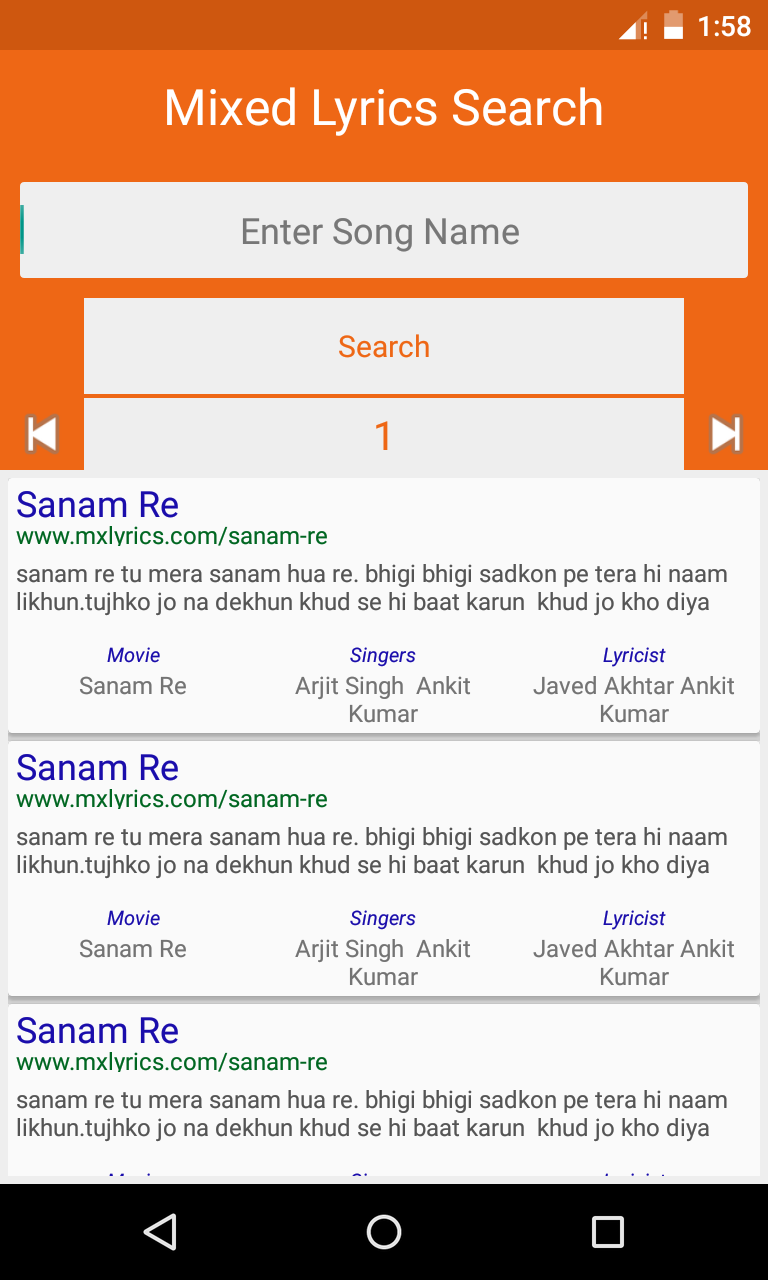 1:58
Mixed Lyrics Search
Enter Song Name
Search
1
Sanam Re
www.mxlyrics.com/sanam-re
sanam re tu mera sanam hua re. bhigi bhigi sadkon pe tera hi naam
likhun.tujhko jo na dekhun khud se hi baat karun  khud jo kho diya
Movie
Singers
Lyricist
Sanam Re
Arjit Singh  Ankit
Kumar
Javed Akhtar Ankit
Kumar
Sanam Re
www.mxlyrics.com/sanam-re
sanam re tu mera sanam hua re. bhigi bhigi sadkon pe tera hi naam
likhun.tujhko jo na dekhun khud se hi baat karun  khud jo kho diya
Movie
Singers
Lyricist
Sanam Re
Arjit Singh  Ankit
Kumar
Javed Akhtar Ankit
Kumar
Sanam Re
www.mxlyrics.com/sanam-re
sanam re tu mera sanam hua re. bhigi bhigi sadkon pe tera hi naam
likhun.tujhko jo na dekhun khud se hi baat karun  khud jo kho diya